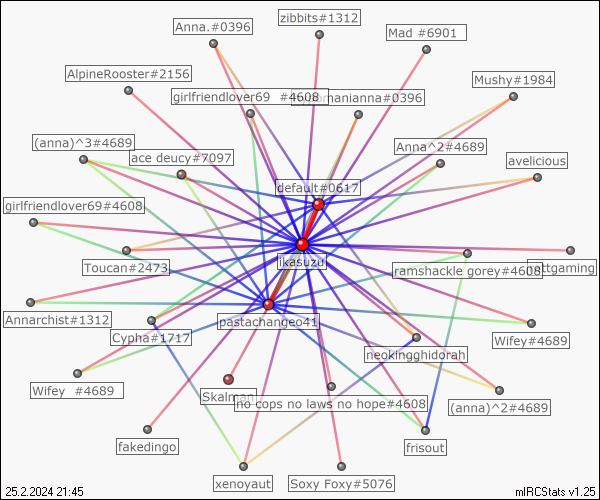 zibbits#1312
Anna.#0396
Mad #6901
AlpineRooster#2156
Mushy#1984
girlfriendlover69 #4608
nianna#0396
(anna)^3#4689
Anna^2#4689
ace deucy#7097
avelicious
default#0617
girlfriendlover69#4608
ikasuzu
Toucan#2473
ramshackle gorey#4608
ttgaming
Annarchist#1312
pastachange041
Cypha#1717
Wifey#4689
neokingghidorah
Wifey #4689
Skalman
no cops no laws no hope#4608
(anna)^2#4689
fakedingo
frisout
xenoyaut
Soxy Foxy#5076
25.2.2024 21:45
mIRCStats v1.25